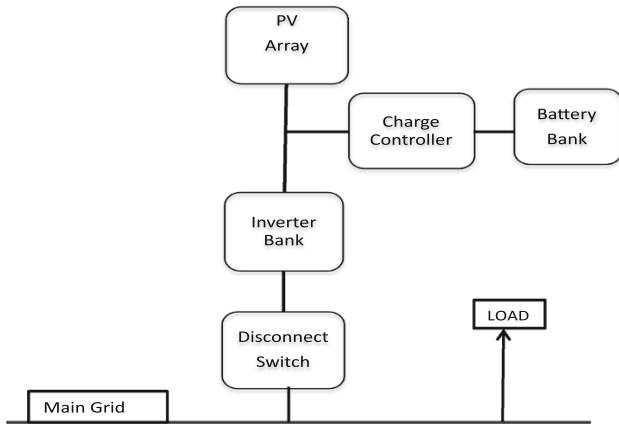 PV
Array
Charge
Controller
Battery
Bank
Inverter
Bank
Disconnect
Switch
LOAD
Main Grid